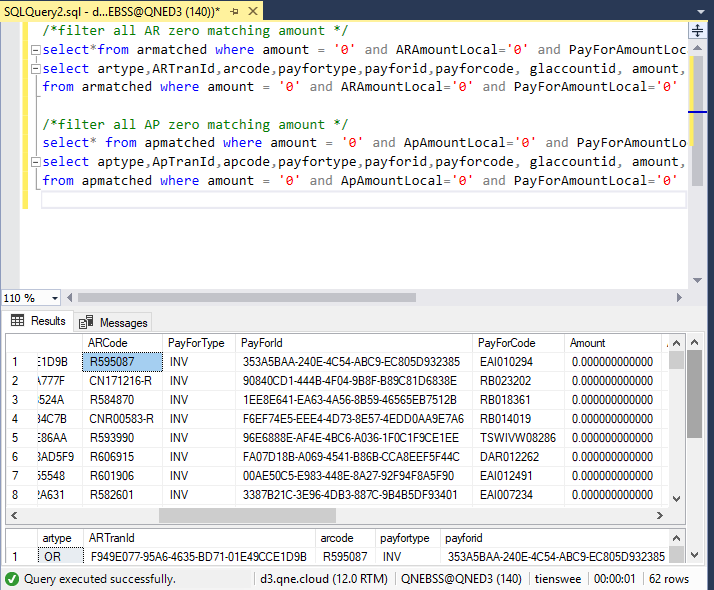 SQLQuery2.sql - d...EBSS@QNED3 (140))*
/*filter all AR zero matching amount */
select*from armatched where amount = '0' and ARAmountLocal='0' and PayForAmountLoc
select artype,ARTranId,arcode,payfortype,payforid,payforcode, glaccountid, amount,
from armatched where amount = '0' and ARAmountLocal='0' and PayForAmountLocal='0'
/*filter all AP zero matching amount */
select* from apmatched where amount = '0' and ApAmountLocal='0' and PayForAmountLo
select aptype,ApTranId,apcode,payfortype,payforid,payforcode, glaccountid, amount,
from apmatched where amount = '0' and ApAmountLocal='0' and PayForAmountLocal='0'
110 %
Results Messages
ARCode PayForType PayForId PayForCode Amount
1 E1D9B R595087 INV 353A5BAA-240E-4C54-ABC9-EC805D932385 EAI010294 0.000000000000
2 A777F CN171216-R INV 90840CD1-444B-4F04-9B8F-B89C81D6838E RB023202 0.000000000000
3 8524A R584870 INV 1EE8E641-EA63-4A56-8B59-46565EB7512B RB018361 0.000000000000
4 84C7B CNR00583-R INV F6EF74E5-EEE4-4D73-8E57-4EDD0AA9E7A6 RB014019 0.000000000000
5 E86AA R593990 INV 96E6888E-AF4E-4BC6-A036-1F0C1F9CE1EE TSWIVW08286 0.000000000000
6 8AD5F9 R606915 INV FA07D18B-A069-4541-B86B-CCA8EEF5F44C DAR012262 0.000000000000
7 55548 R601906 INV 00AE50C5-E983-448E-8A27-92F94F8A5F90 EAI012491 0.000000000000
8 2A631 R582601 INV 3387B21C-3E96-4DB3-887C-9B4B5DF93401 EAI007234 0.000000000000
artype ARTranId arcode payfortype payforid
1 OR F949E077-95A6-4635-BD71-01E49CCE1D9B R595087 INV 353A5BAA-240E-4C54-ABC9-EC805D932385
Query executed successfully. d3.qne.cloud (12.0 RTM) QNEBSS@QNED3 (140) tienswee 00:00:01 62 rows